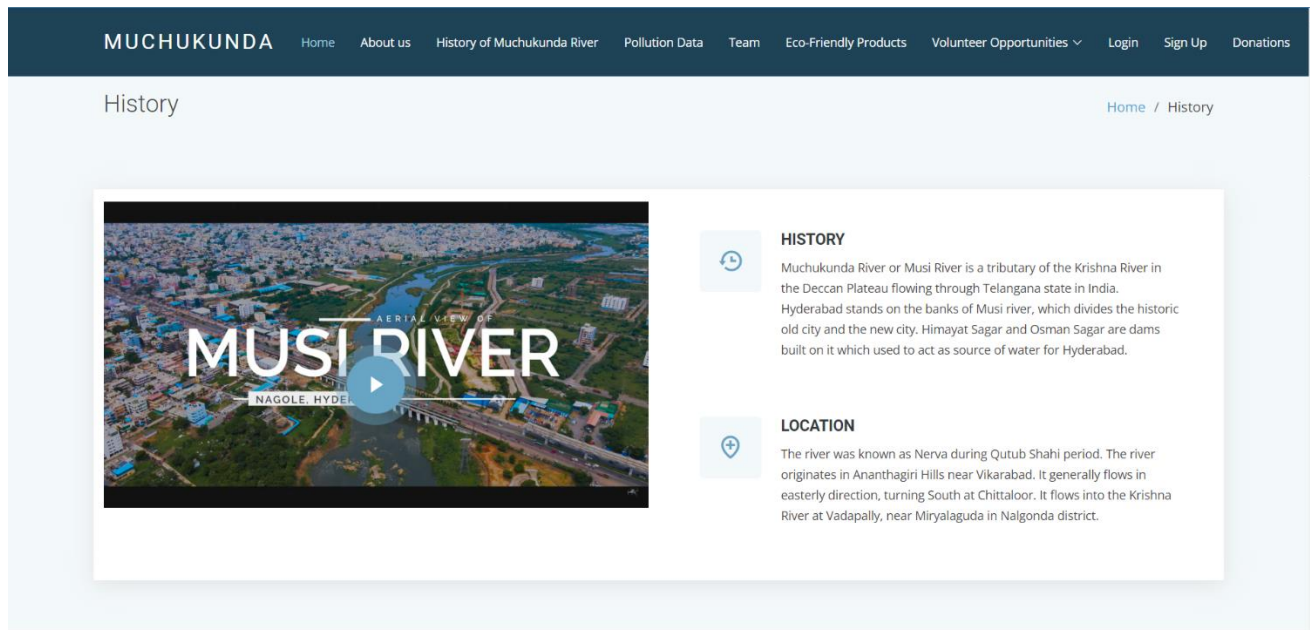 MUCHUKUNDA Home About us History of Muchukunda River Pollution Data Team Eco-Friendly Products Volunteer Opportunities Login Sign Up Donations
History
Home / History
AERIAL VIEW OF
MUSI RIVER
NAGOLE, HYDE
HISTORY
Muchukunda River or Musi River is a tributary of the Krishna River in
the Deccan Plateau flowing through Telangana state in India.
Hyderabad stands on the banks of Musi river, which divides the historic
old city and the new city. Himayat Sagar and Osman Sagar are dams
built on it which used to act as source of water for Hyderabad.
LOCATION
The river was known as Nerva during Qutub Shahi period. The river
originates in Ananthagiri Hills near Vikarabad. It generally flows in
easterly direction, turning South at Chittaloor. It flows into the Krishna
River at Vadapally, near Miryalaguda in Nalgonda district.